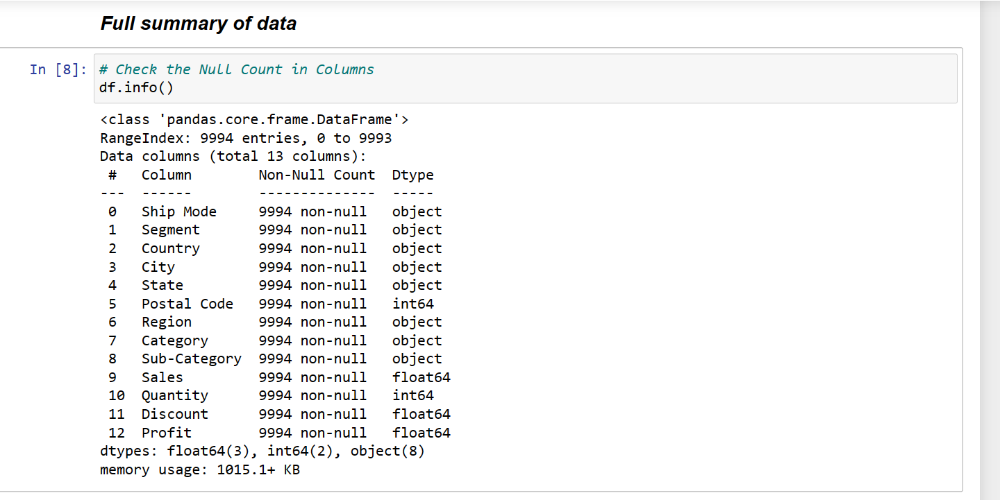 Full summary of data
In [8]: # Check the Null Count in Columns
df.info()
<class 'pandas.core.frame.DataFrame'>
RangeIndex: 9994 entries, 0 to 9993
Data columns (total 13 columns):
 #   Column        Non-Null Count  Dtype
---  ------        --------------  -----
 0   Ship Mode     9994 non-null   object
 1   Segment       9994 non-null   object
 2   Country       9994 non-null   object
 3   City          9994 non-null   object
 4   State         9994 non-null   object
 5   Postal Code   9994 non-null   int64
 6   Region        9994 non-null   object
 7   Category      9994 non-null   object
 8   Sub-Category  9994 non-null   object
 9   Sales         9994 non-null   float64
 10  Quantity      9994 non-null   int64
 11  Discount      9994 non-null   float64
 12  Profit        9994 non-null   float64
dtypes: float64(3), int64(2), object(8)
memory usage: 1015.1+ KB